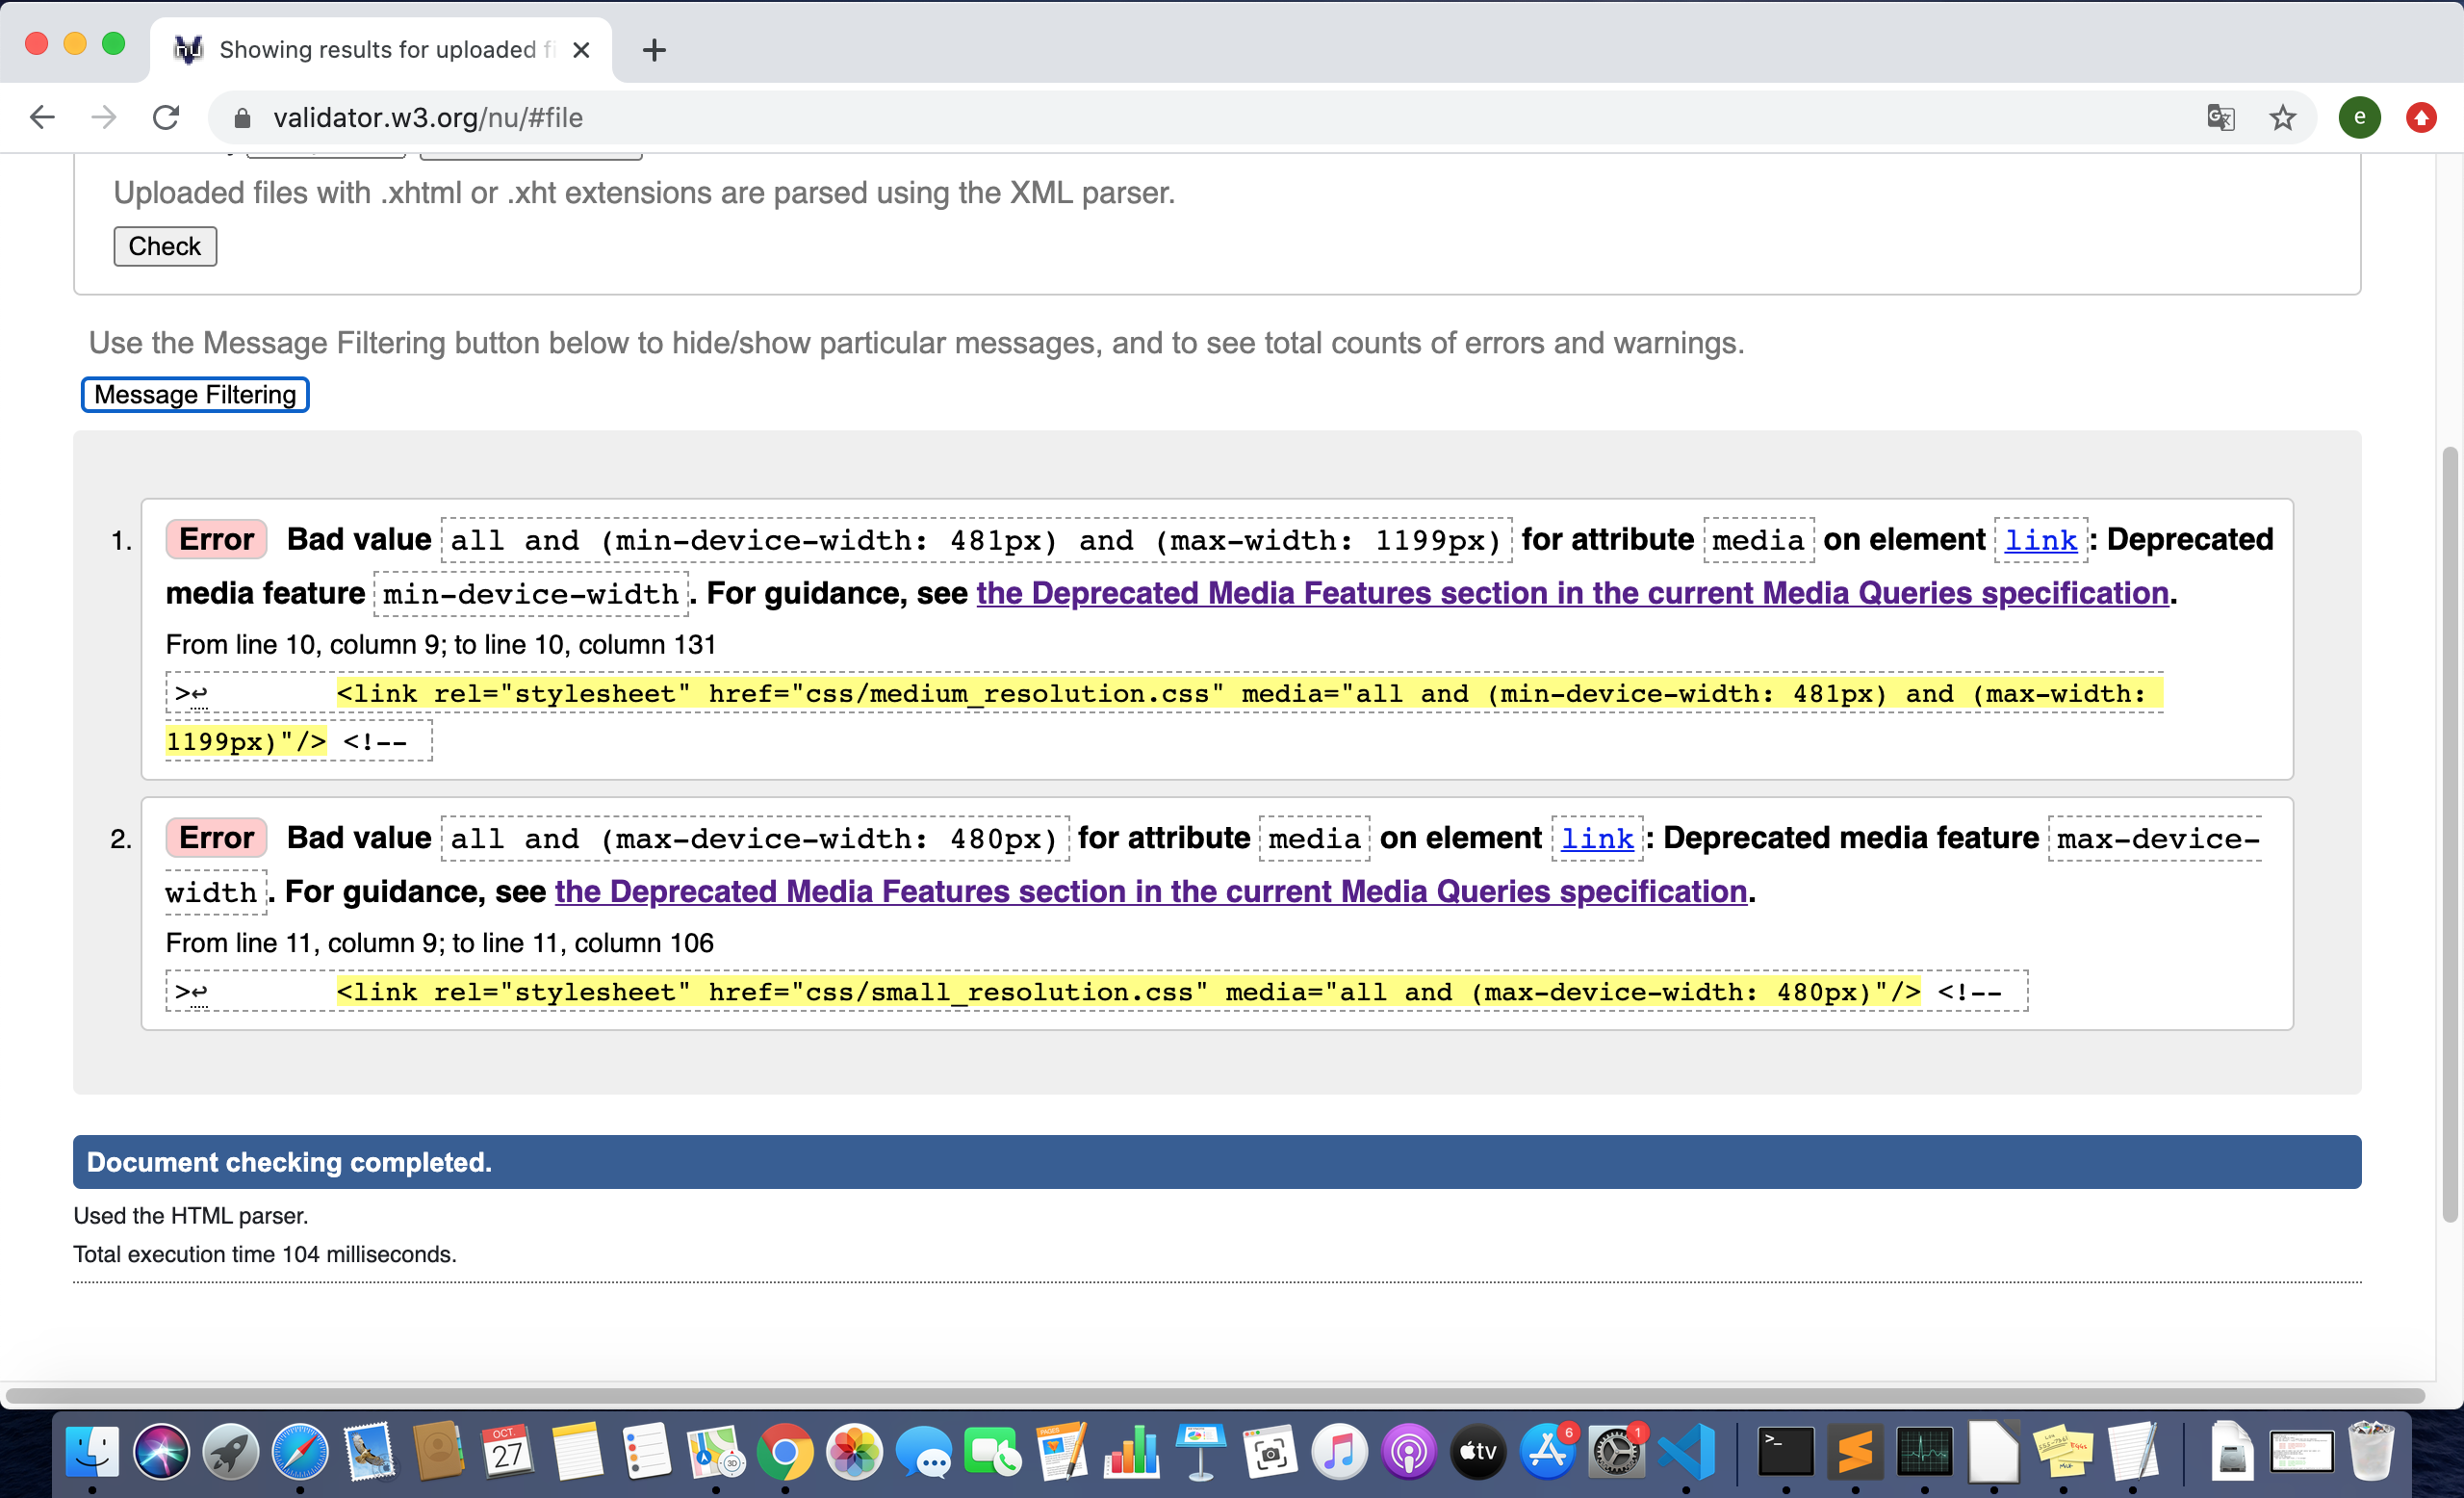 Showing results for uploaded fi
validator.w3.org/nu/#file
e
Uploaded files with .xhtml or .xht extensions are parsed using the XML parser.
Check
Use the Message Filtering button below to hide/show particular messages, and to see total counts of errors and warnings.
Message Filtering
1. Error Bad value all and (min-device-width: 481px) and (max-width: 1199px) for attribute media on element link: Deprecated
media feature min-device-width. For guidance, see the Deprecated Media Features section in the current Media Queries specification.
From line 10, column 9; to line 10, column 131
>↩ <link rel="stylesheet" href="css/medium_resolution.css" media="all and (min-device-width: 481px) and (max-width:
1199px)"/> <!--
2. Error Bad value all and (max-device-width: 480px) for attribute media on element link: Deprecated media feature max-device-
width. For guidance, see the Deprecated Media Features section in the current Media Queries specification.
From line 11, column 9; to line 11, column 106
>↩ <link rel="stylesheet" href="css/small_resolution.css" media="all and (max-device-width: 480px)"/> <!--
Document checking completed.
Used the HTML parser.
Total execution time 104 milliseconds.
OCT.
27
3D
PAGES
tv
6
1
>_